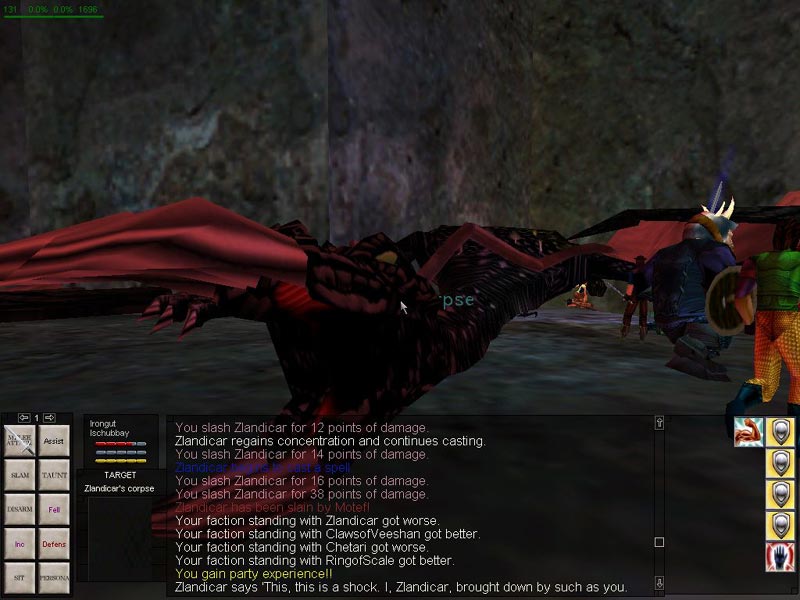 131 0.0% 0.0% 1696
pse
1
Assist
SLAM
TAUNT
DISARM
Fell
Inc
Defens
SIT
PERSONA
Irongut
Ischubbay
TARGET
Zlandicar's corpse
You slash Zlandicar for 12 points of damage.
Zlandicar regains concentration and continues casting.
You slash Zlandicar for 14 points of damage.
Zlandicar begins to cast a spell.
You slash Zlandicar for 16 points of damage.
You slash Zlandicar for 38 points of damage.
Zlandicar has been slain by Motef!
Your faction standing with Zlandicar got worse.
Your faction standing with ClawsofVeeshan got better.
Your faction standing with Chetari got worse.
Your faction standing with RingofScale got better.
You gain party experience!!
Zlandicar says 'This, this is a shock. I, Zlandicar, brought down by such as you.